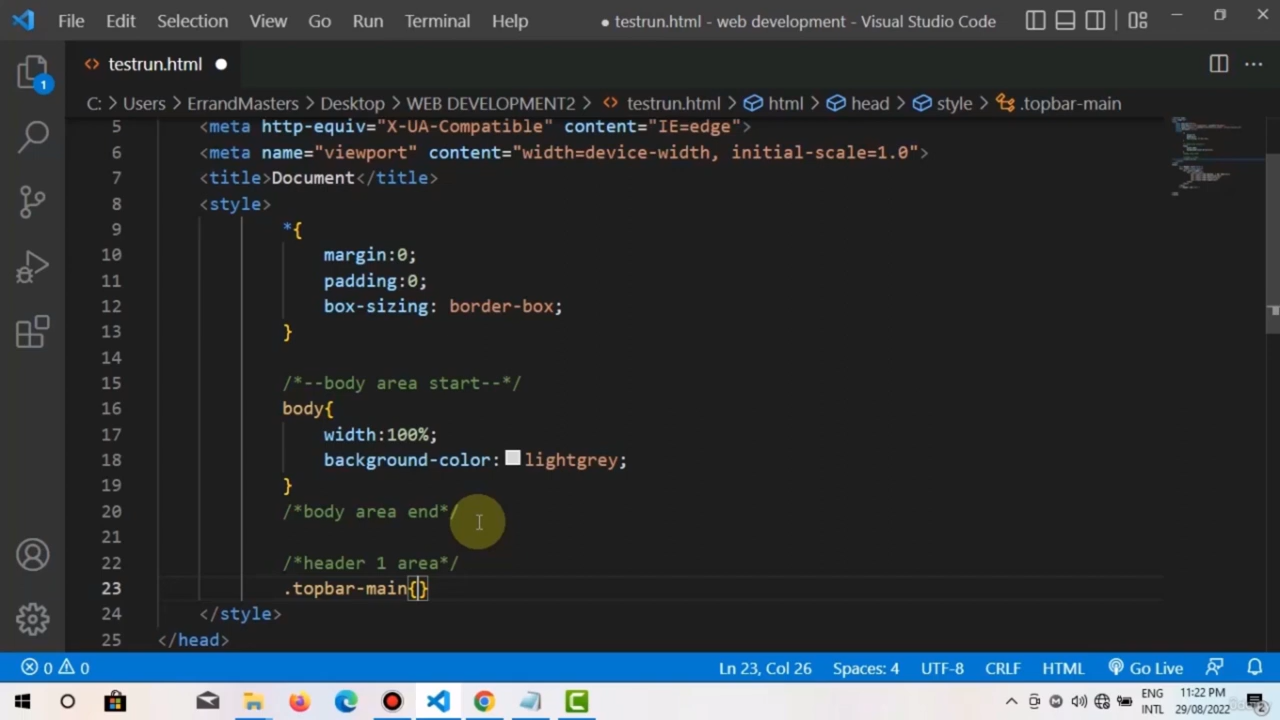 File Edit Selection View Go Run Terminal Help ● testrun.html - web development - Visual Studio Code
testrun.html
C: > Users > ErrandMasters > Desktop > WEB DEVELOPMENT2 > testrun.html > html > head > style > .topbar-main
5 <meta http-equiv="X-UA-Compatible" content="IE=edge">
6 <meta name="viewport" content="width=device-width, initial-scale=1.0">
7 <title>Document</title>
8 <style>
9 *{
10 margin:0;
11 padding:0;
12 box-sizing: border-box;
13 }
14
15 /*--body area start--*/
16 body{
17 width:100%;
18 background-color: lightgrey;
19 }
20 /*body area end*/
21
22 /*header 1 area*/
23 .topbar-main{}
24 </style>
25 </head>
1
0 0 Ln 23, Col 26 Spaces: 4 UTF-8 CRLF HTML Go Live
ENG 11:22 PM
INTL 29/08/2022 2